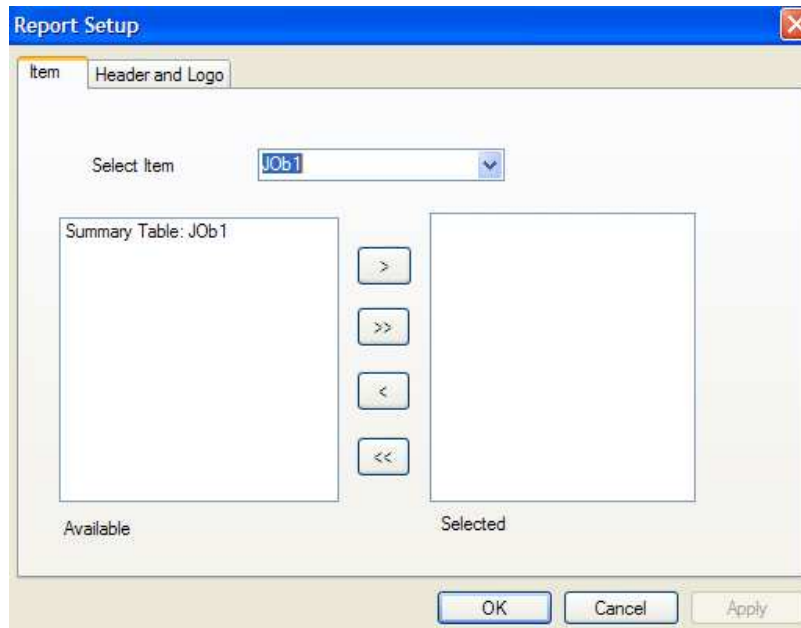 Report Setup
Item
Header and Logo
Select Item
JOb1
Summary Table: JOb1
>
>>
<
<<
Available
Selected
OK
Cancel
Apply